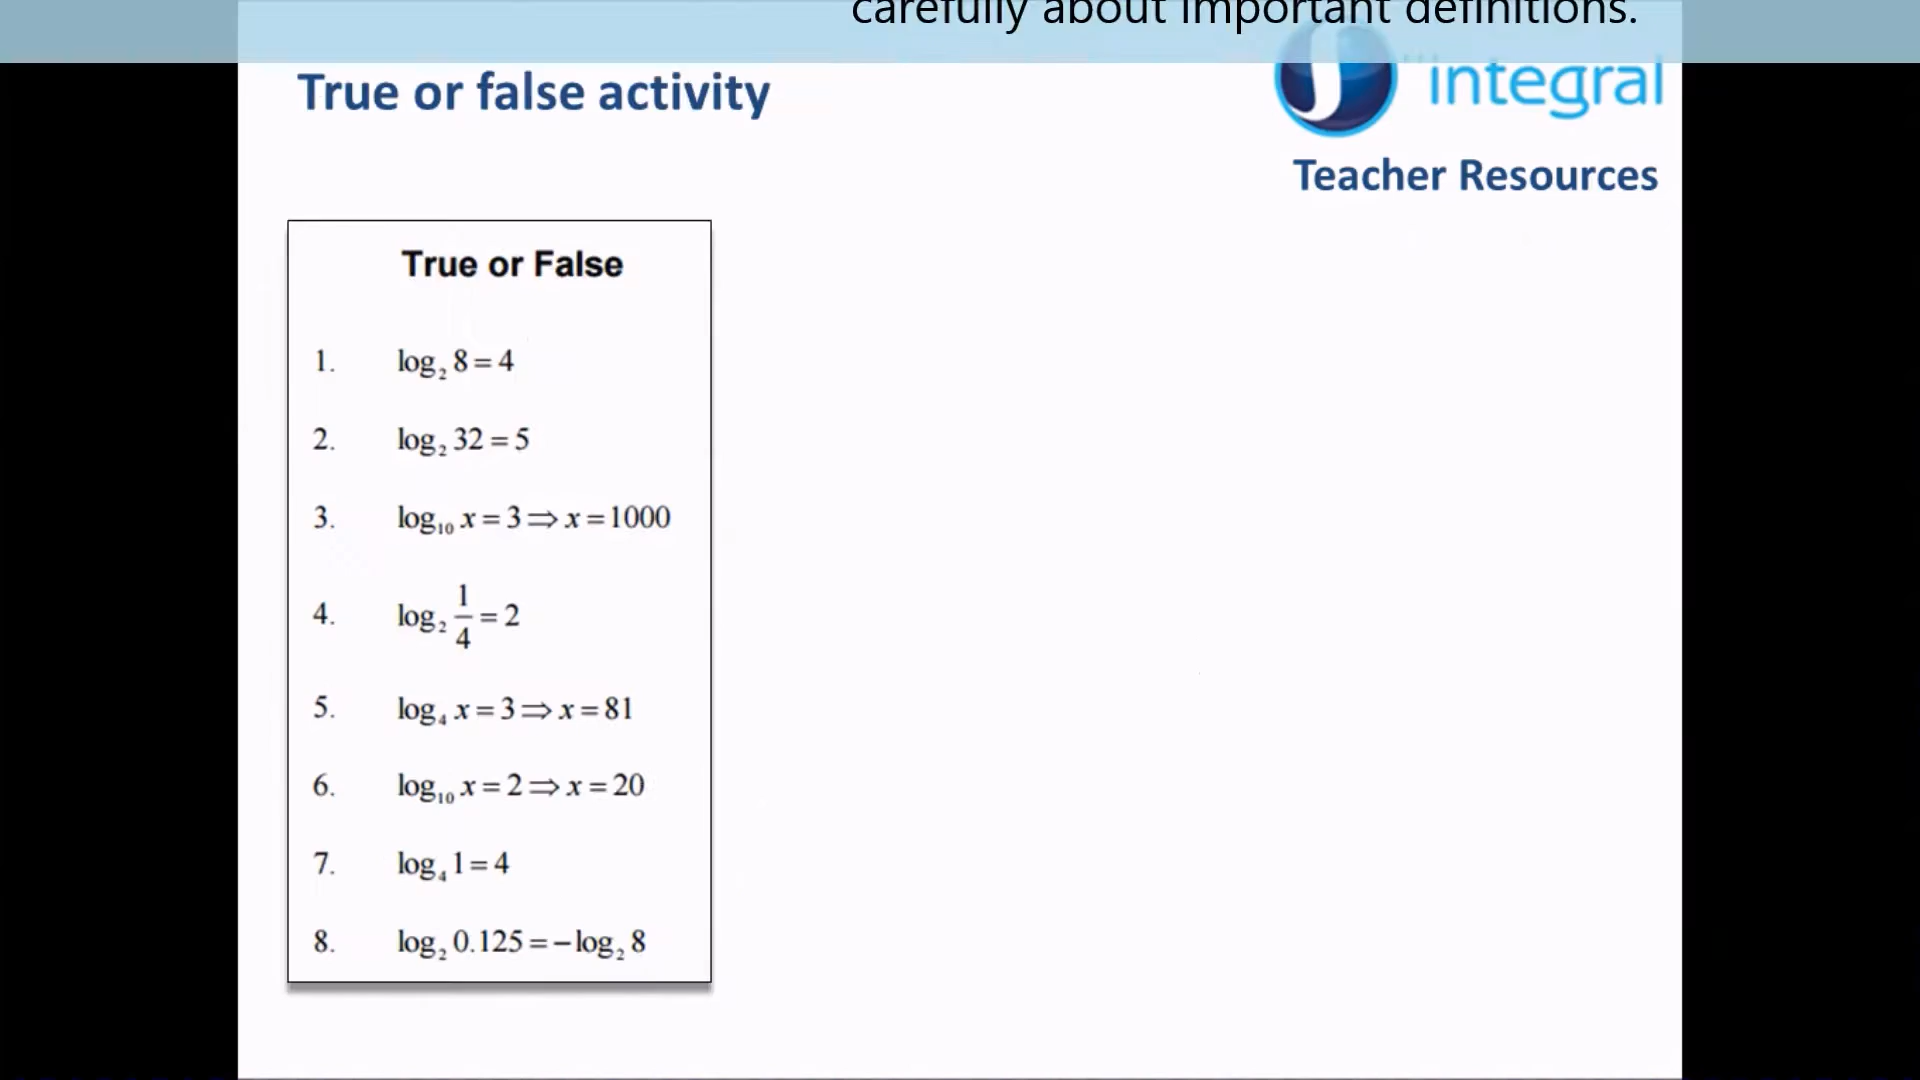 carefully about important definitions.
True or false activity
integral
Teacher Resources
True or False
1. log₂ 8 = 4
2. log₂ 32 = 5
3. log₁₀ x = 3 ⇒ x = 1000
4. log₂ 1/4 = 2
5. log₄ x = 3 ⇒ x = 81
6. log₁₀ x = 2 ⇒ x = 20
7. log₄ 1 = 4
8. log₂ 0.125 = −log₂ 8